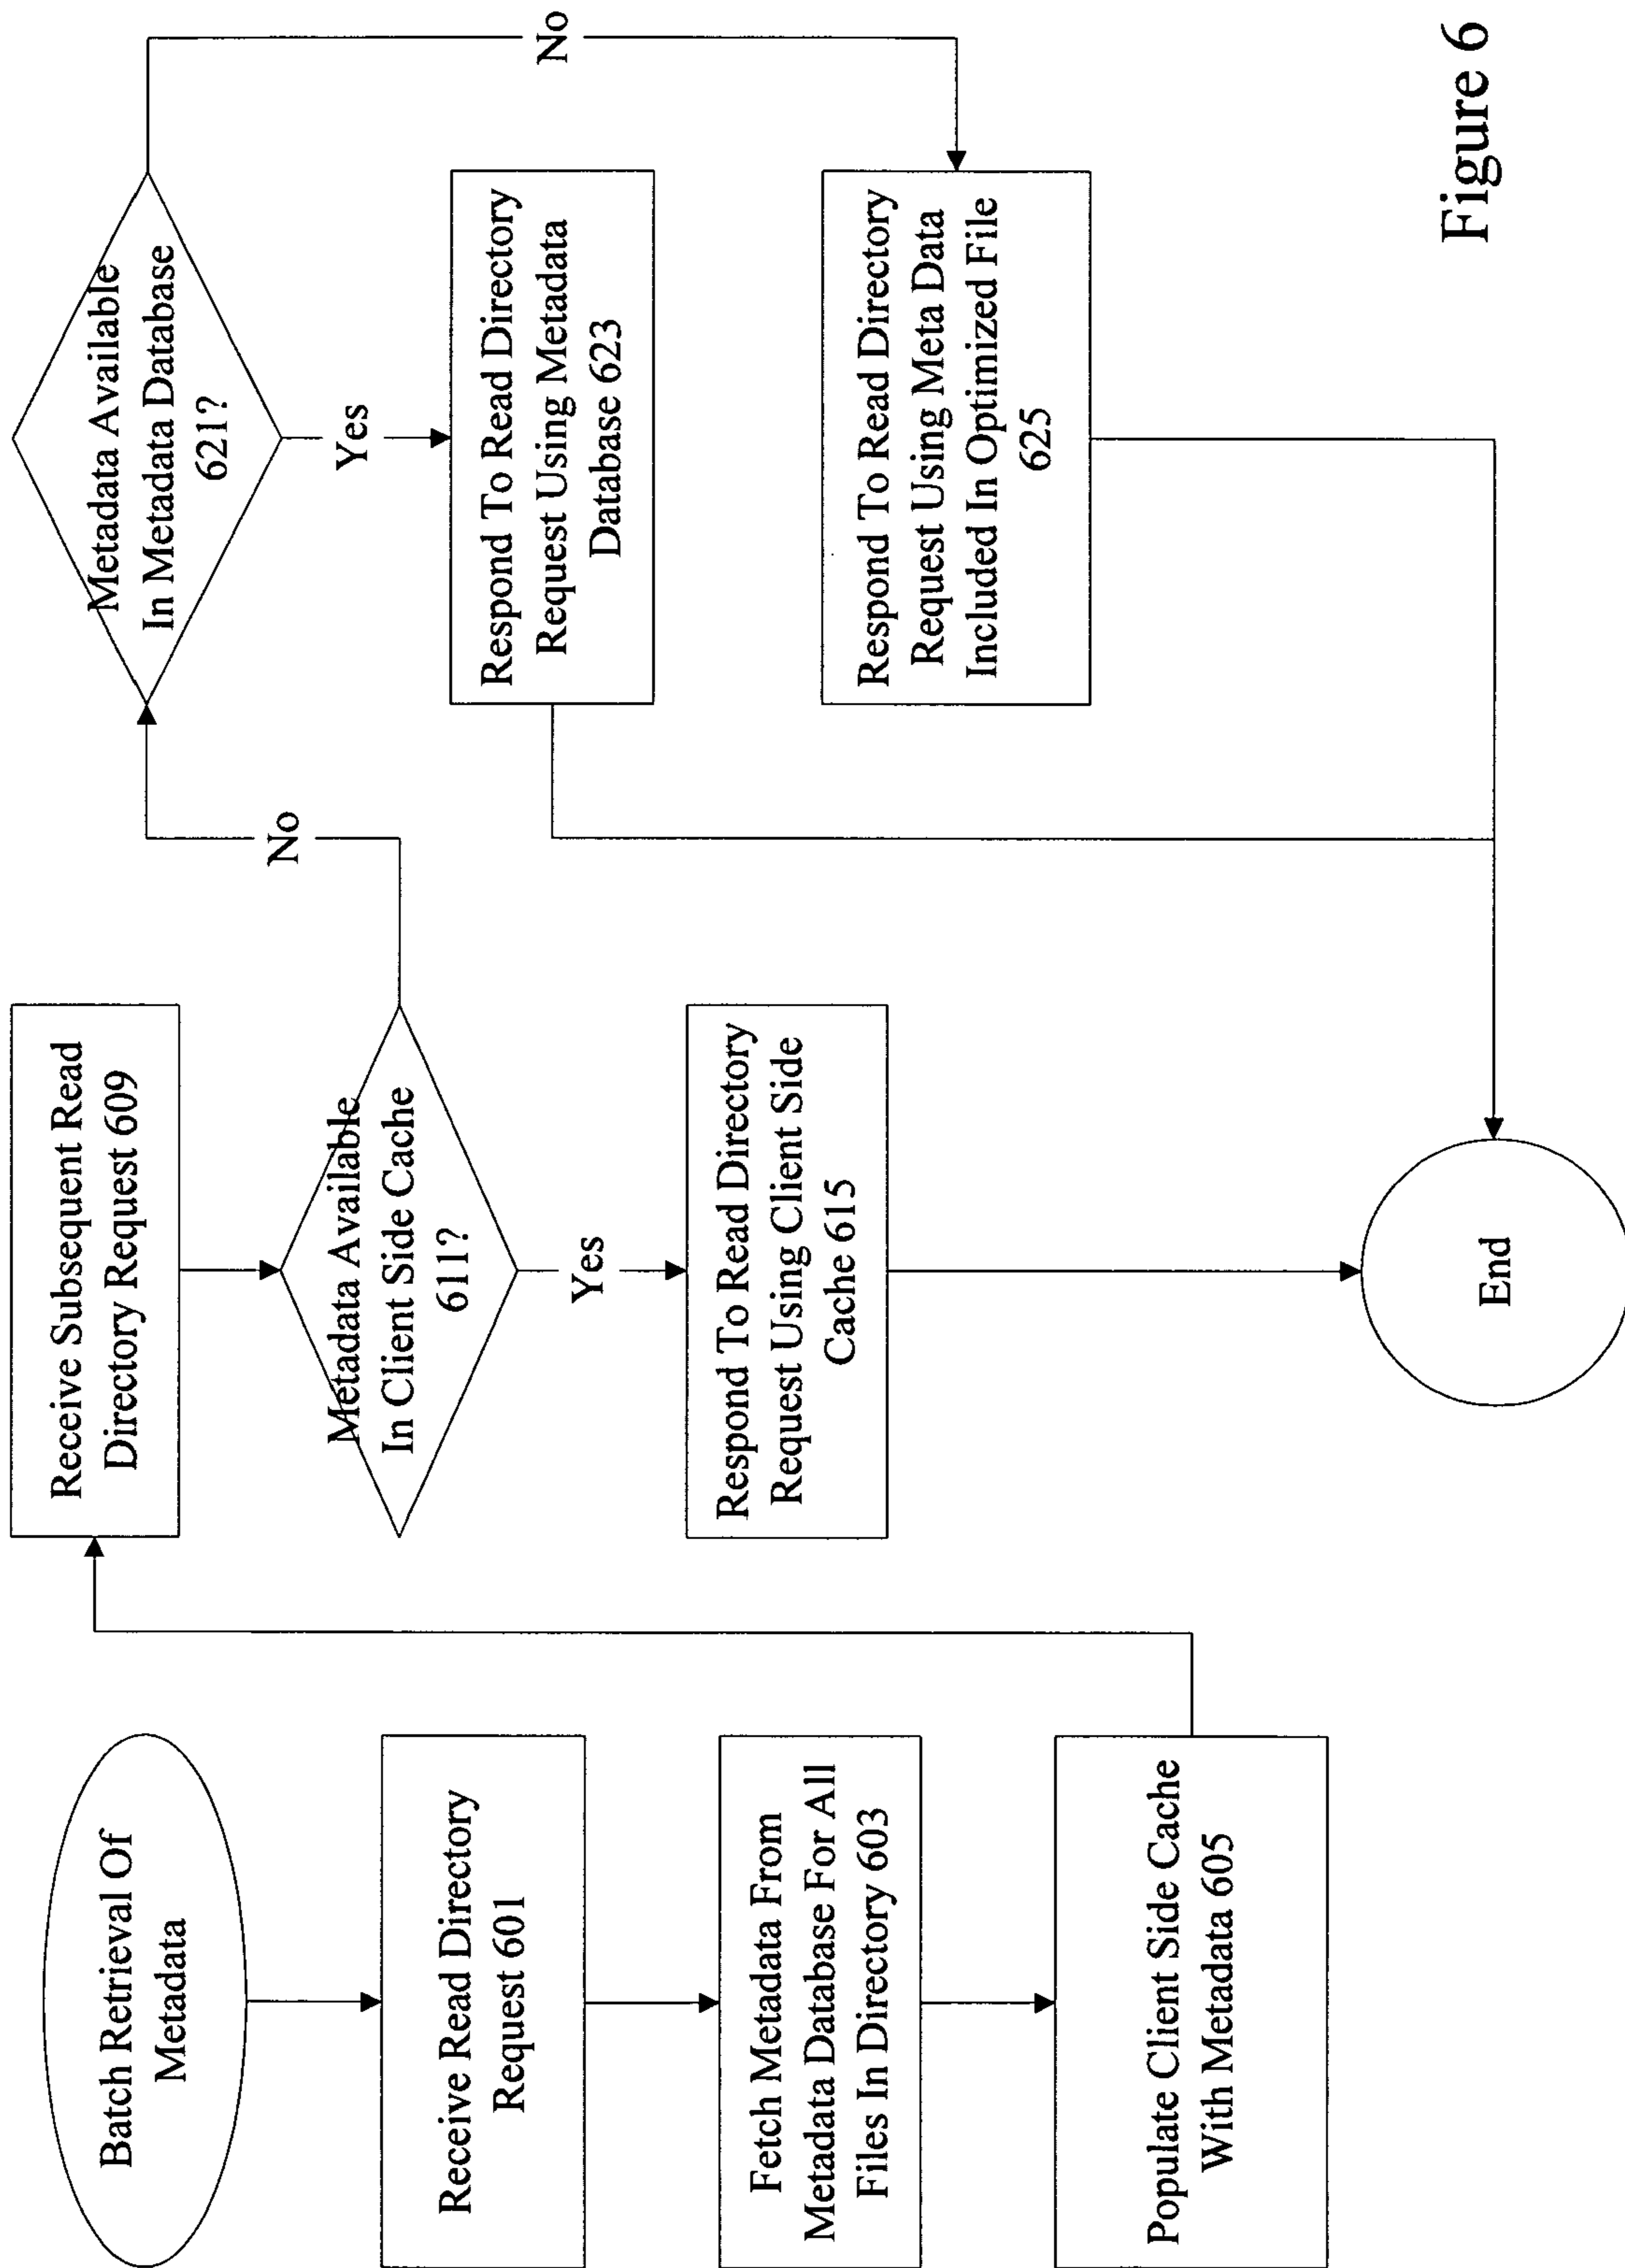 Batch Retrieval Of
Metadata
Receive Read Directory
Request 601
Fetch Metadata From
Metadata Database For All
Files In Directory 603
Populate Client Side Cache
With Metadata 605
Receive Subsequent Read
Directory Request 609
Metadata Available
In Client Side Cache
611?
No
Yes
Respond To Read Directory
Request Using Client Side
Cache 615
End
Metadata Available
In Metadata Database
621?
No
Yes
Respond To Read Directory
Request Using Metadata
Database 623
Respond To Read Directory
Request Using Meta Data
Included In Optimized File
625
Figure 6